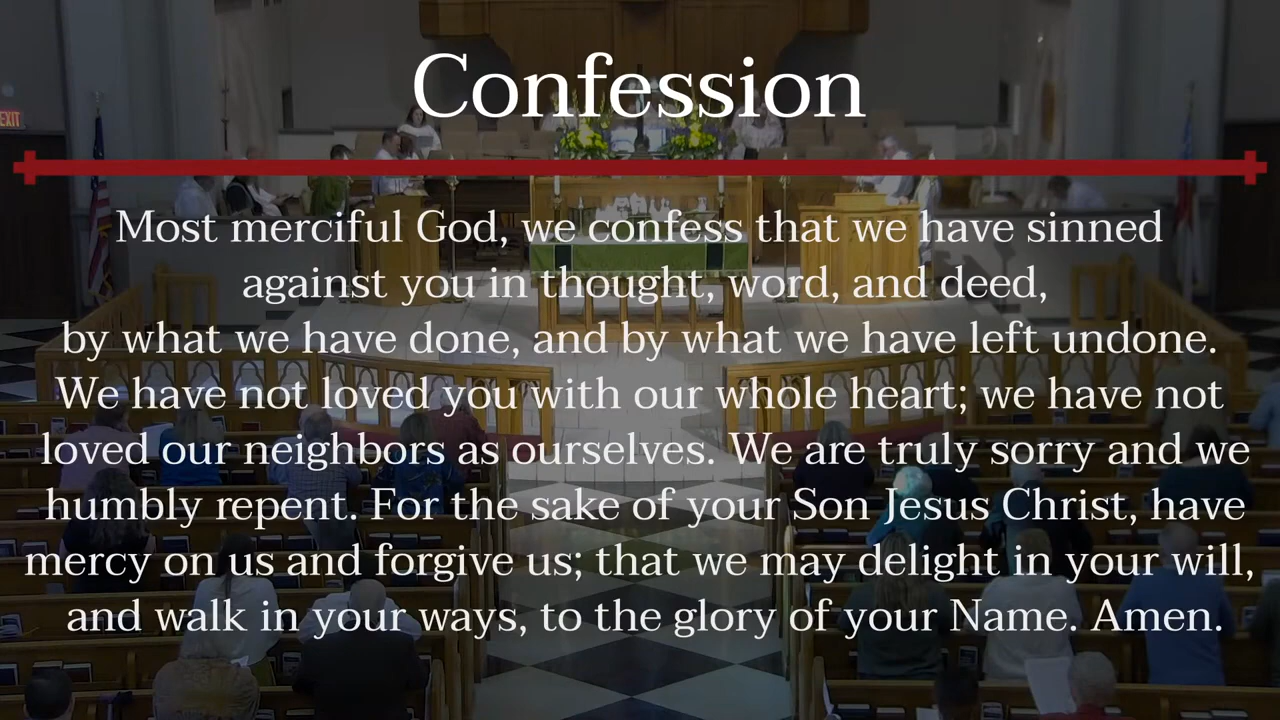 Confession
EXIT
Most merciful God, we confess that we have sinned
against you in thought, word, and deed,
by what we have done, and by what we have left undone.
We have not loved you with our whole heart; we have not
loved our neighbors as ourselves. We are truly sorry and we
humbly repent. For the sake of your Son Jesus Christ, have
mercy on us and forgive us; that we may delight in your will,
and walk in your ways, to the glory of your Name. Amen.